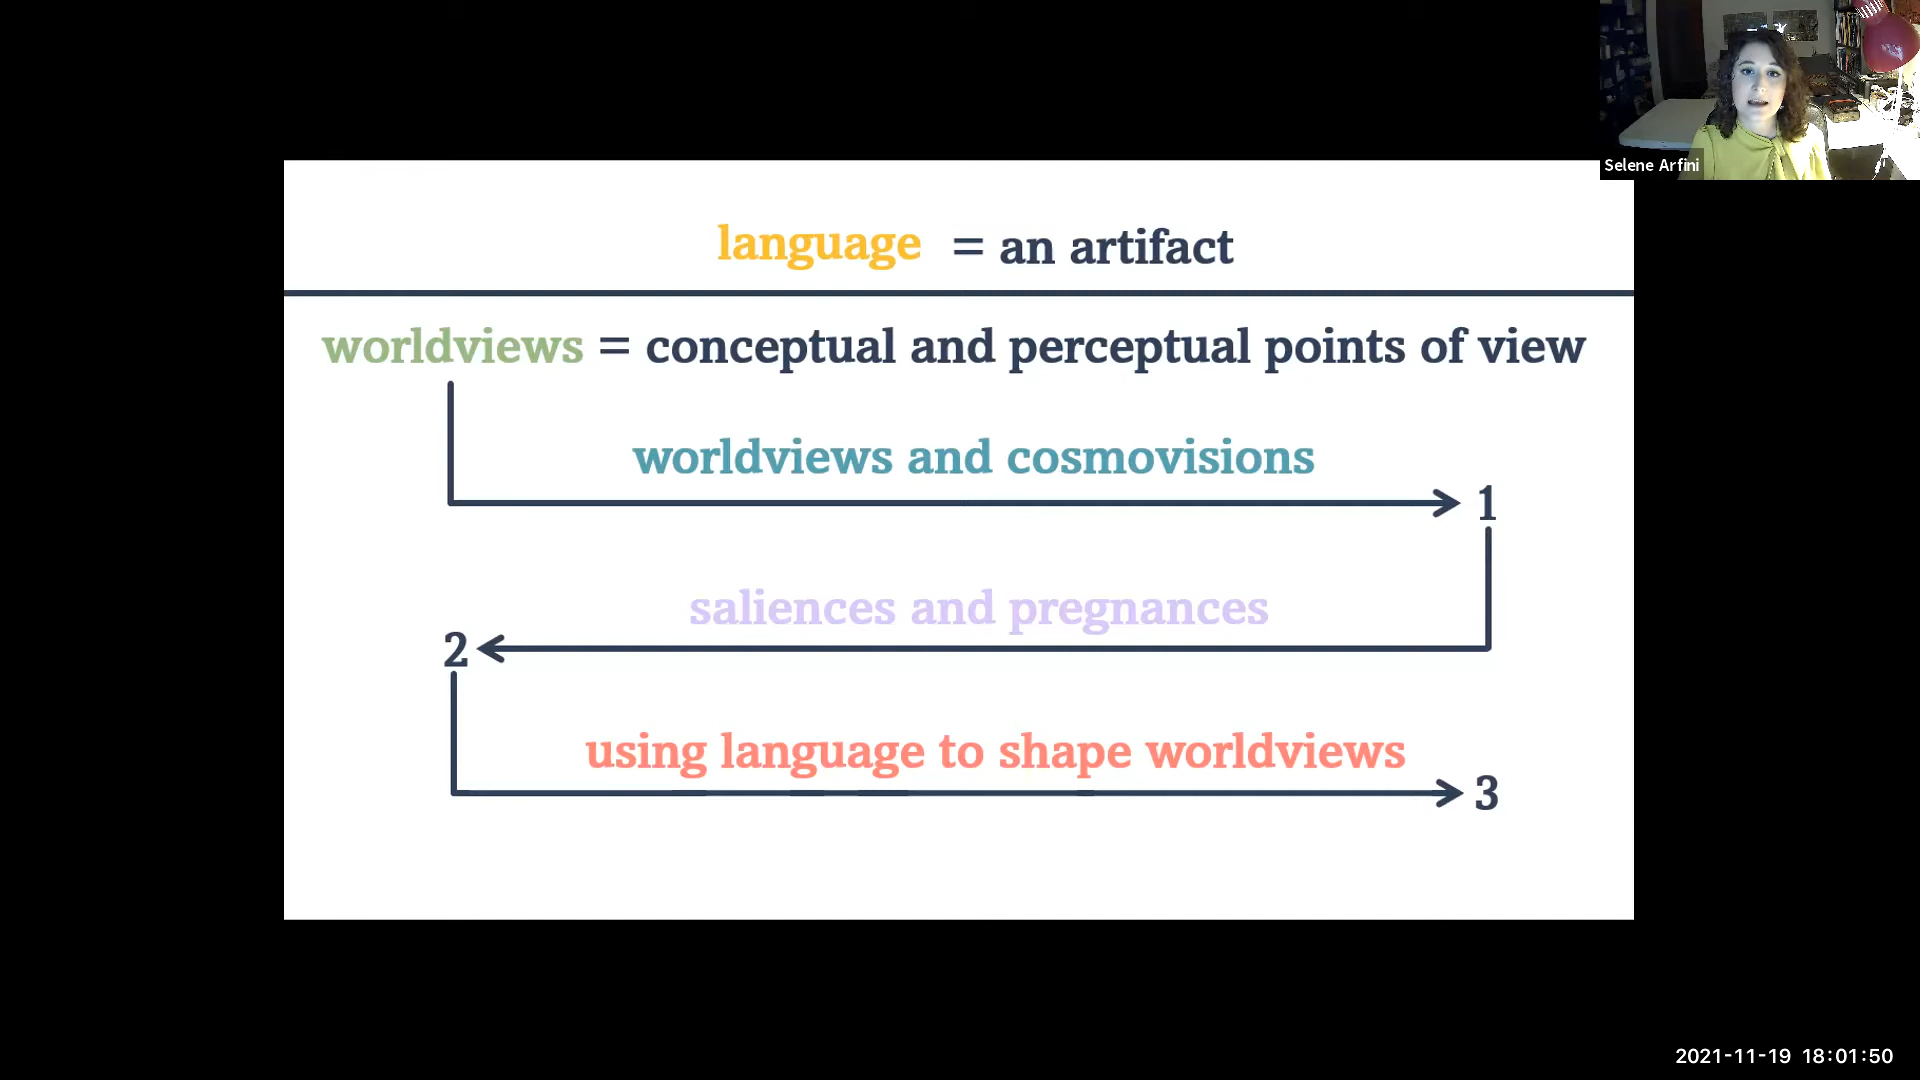 Selene Arfini
language = an artifact
worldviews = conceptual and perceptual points of view
worldviews and cosmovisions
1
saliences and pregnances
2
using language to shape worldviews
3
2021-11-19 18:01:50